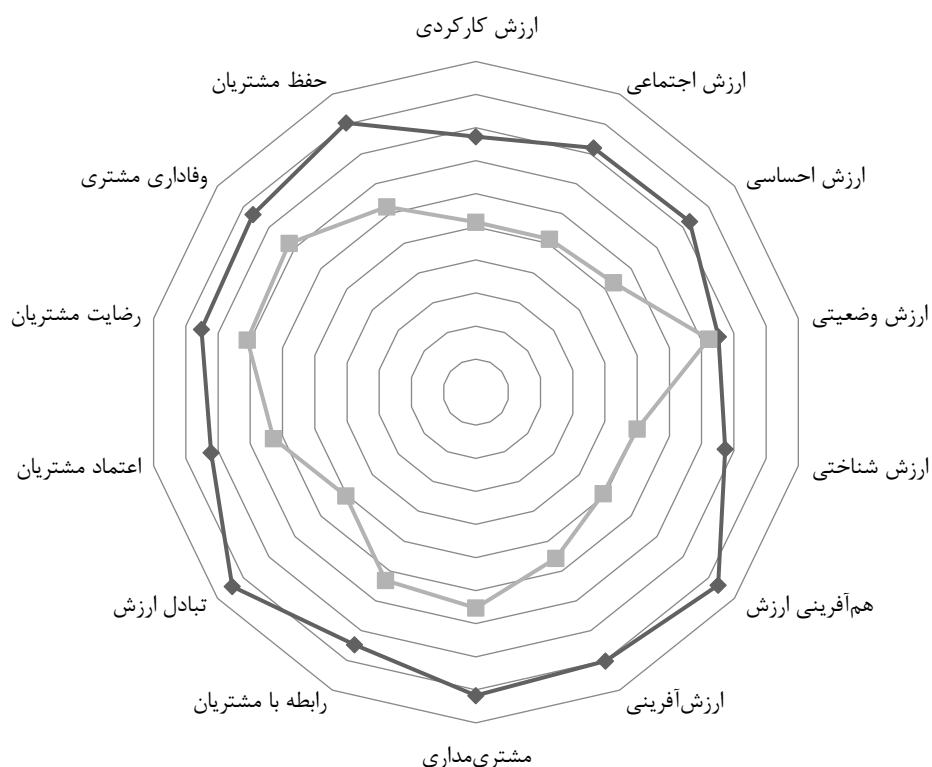 ارزش کارکردی
ارزش اجتماعی
ارزش احساسی
ارزش وضعیتی
ارزش شناختی
هم‌آفرینی ارزش
ارزش‌آفرینی
مشتری‌مداری
رابطه با مشتریان
تبادل ارزش
اعتماد مشتریان
رضایت مشتریان
وفاداری مشتری
حفظ مشتریان